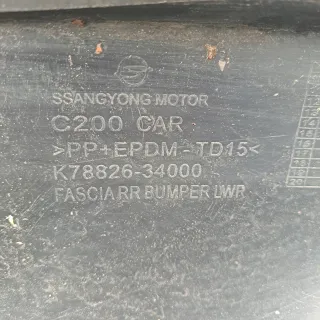 SSANGYONG MOTOR
C200 CAR
>PP+EPDM-TD15<
K78826-34000
FASCIA RR BUMPER LWR